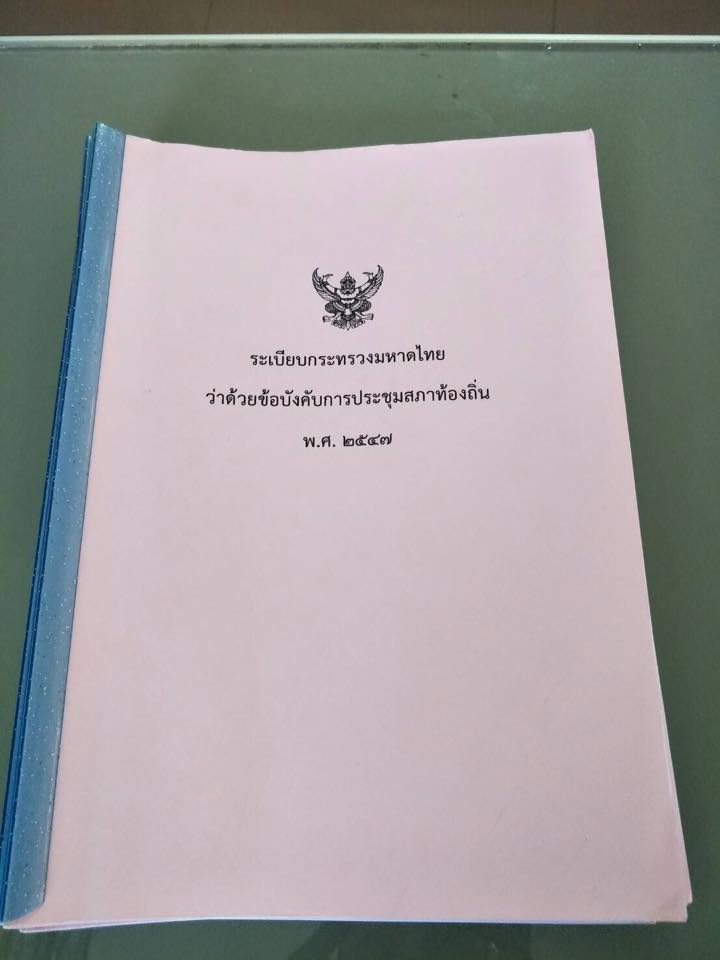 ระเบียบกระทรวงมหาดไทย
ว่าด้วยข้อบังคับการประชุมสภาท้องถิ่น
พ.ศ. ๒๕๔๗